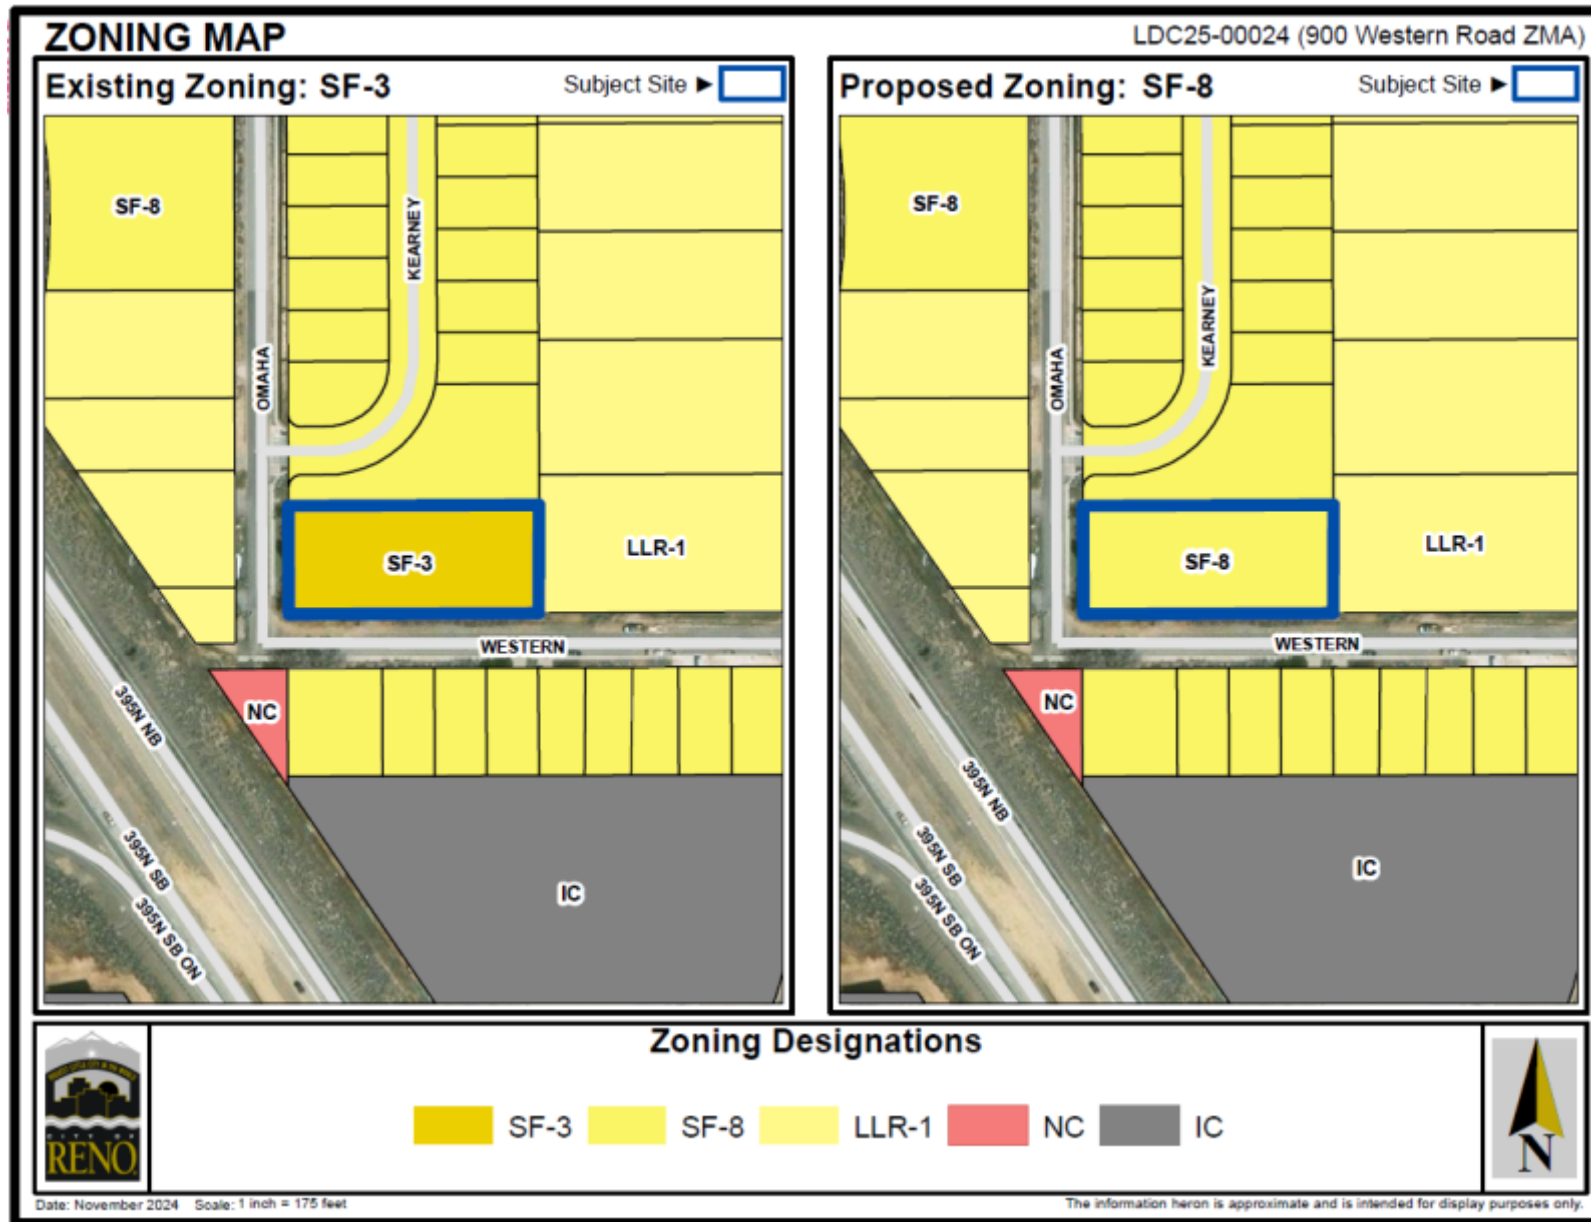 ZONING MAP
LDC25-00024 (900 Western Road ZMA)
Existing Zoning: SF-3
Subject Site ►
SF-8
KEARNEY
OMAHA
SF-3
LLR-1
WESTERN
NC
395N NB
395N SB
395N SB ON
IC
Proposed Zoning: SF-8
Subject Site ►
SF-8
KEARNEY
OMAHA
SF-8
LLR-1
WESTERN
NC
395N NB
395N SB
395N SB ON
IC
Zoning Designations
SF-3
SF-8
LLR-1
NC
IC
CITY OF
RENO
N
Date: November 2024 Scale: 1 inch = 175 feet
The information heron is approximate and is intended for display purposes only.